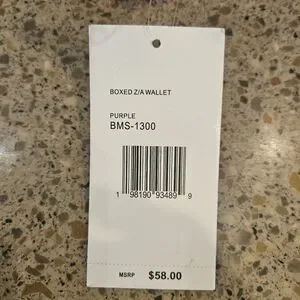 BOXED Z/A WALLET
PURPLE
BMS-1300
1 98190 93489 9
MSRP $58.00